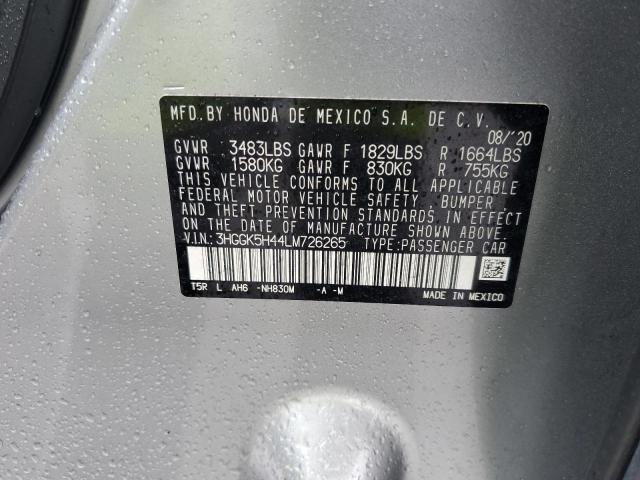 MFD. BY HONDA DE MEXICO S.A. DE C.V.
08/'20
GVWR 3483LBS GAWR F 1829LBS R 1664LBS
GVWR 1580KG GAWR F 830KG R 755KG
THIS VEHICLE CONFORMS TO ALL APPLICABLE
FEDERAL MOTOR VEHICLE SAFETY, BUMPER
AND THEFT PREVENTION STANDARDS IN EFFECT
ON THE DATE OF MANUFACTURE SHOWN ABOVE.
V.I.N.: 3HGGK5H44LM726265 TYPE: PASSENGER CAR
T5R L AH6 -NH830M -A -M MADE IN MEXICO